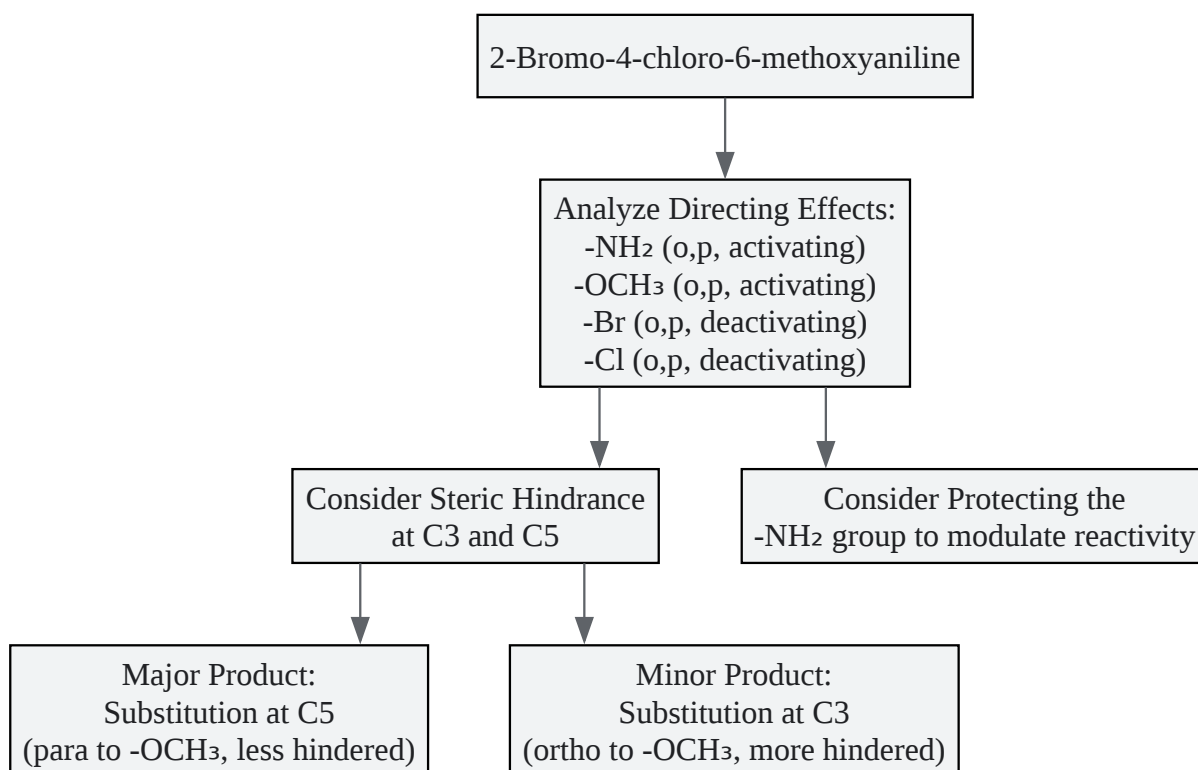 2-Bromo-4-chloro-6-methoxyaniline
Analyze Directing Effects:
-NH₂ (o,p, activating)
-OCH₃ (o,p, activating)
-Br (o,p, deactivating)
-Cl (o,p, deactivating)
Consider Steric Hindrance
at C3 and C5
Consider Protecting the
-NH₂ group to modulate reactivity
Major Product:
Substitution at C5
(para to -OCH₃, less hindered)
Minor Product:
Substitution at C3
(ortho to -OCH₃, more hindered)